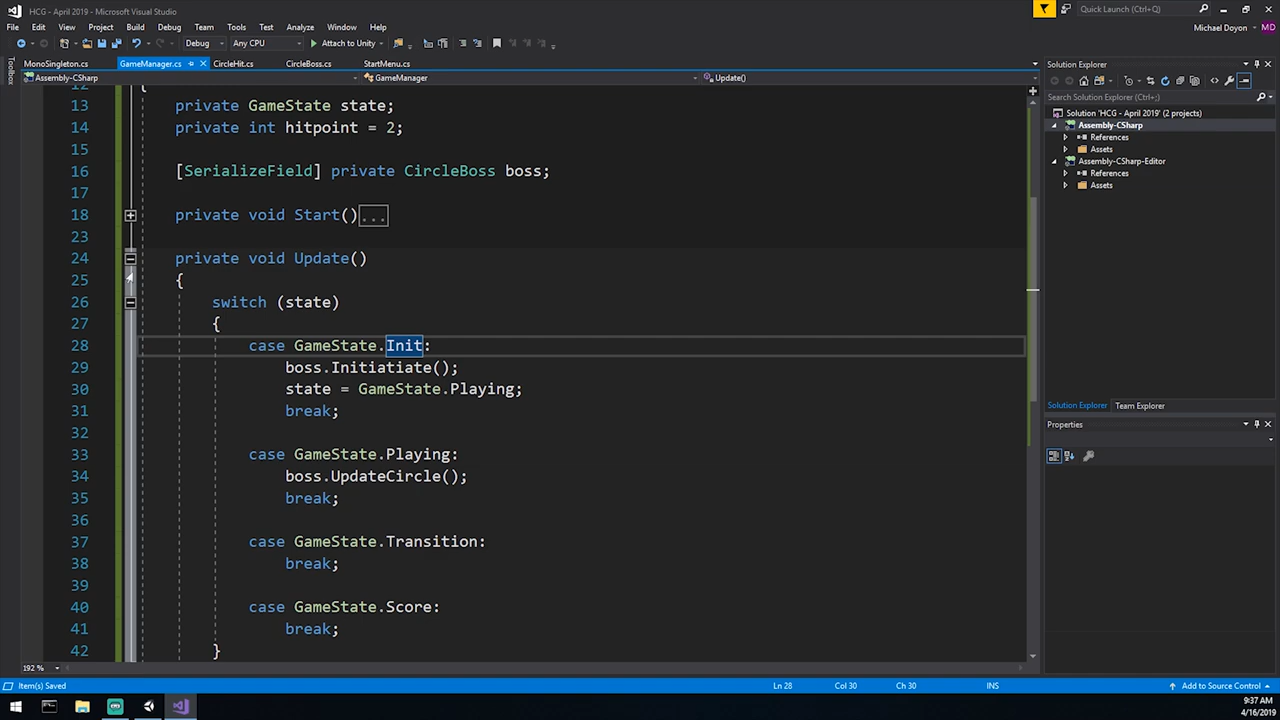 HCG - April 2019 - Microsoft Visual Studio
Quick Launch (Ctrl+Q)
File Edit View Project Build Debug Team Tools Test Analyze Window Help
Michael Doyon MD
Debug Any CPU Attach to Unity
Toolbox
MonoSingleton.cs GameManager.cs CircleHit.cs CircleBoss.cs StartMenu.cs
Assembly-CSharp GameManager Update()
12 {
13 private GameState state;
14 private int hitpoint = 2;
15
16 [SerializeField] private CircleBoss boss;
17
18 private void Start()...
23
24 private void Update()
25 {
26 switch (state)
27 {
28 case GameState.Init:
29 boss.Initiatiate();
30 state = GameState.Playing;
31 break;
32
33 case GameState.Playing:
34 boss.UpdateCircle();
35 break;
36
37 case GameState.Transition:
38 break;
39
40 case GameState.Score:
41 break;
42 }
192 %
Solution Explorer
Search Solution Explorer (Ctrl+;)
Solution 'HCG - April 2019' (2 projects)
Assembly-CSharp
References
Assets
Assembly-CSharp-Editor
References
Assets
Solution Explorer Team Explorer
Properties
Item(s) Saved Ln 28 Col 30 Ch 30 INS Add to Source Control
9:37 AM
4/16/2019